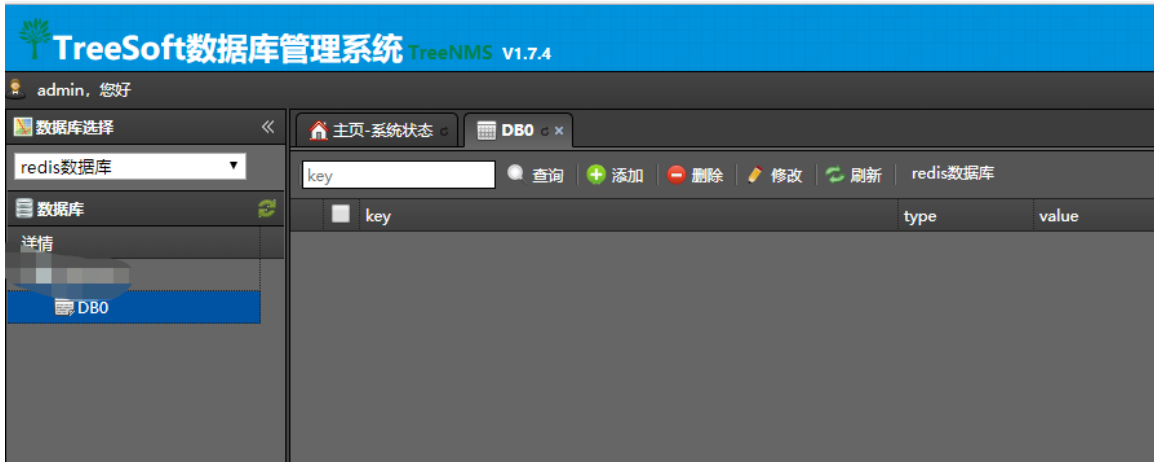 TreeSoft数据库管理系统 TreeNMS V1.7.4
admin，您好
数据库选择
主页-系统状态 DB0
redis数据库
key 查询 添加 删除 修改 刷新 redis数据库
数据库
key type value
详情
DB0